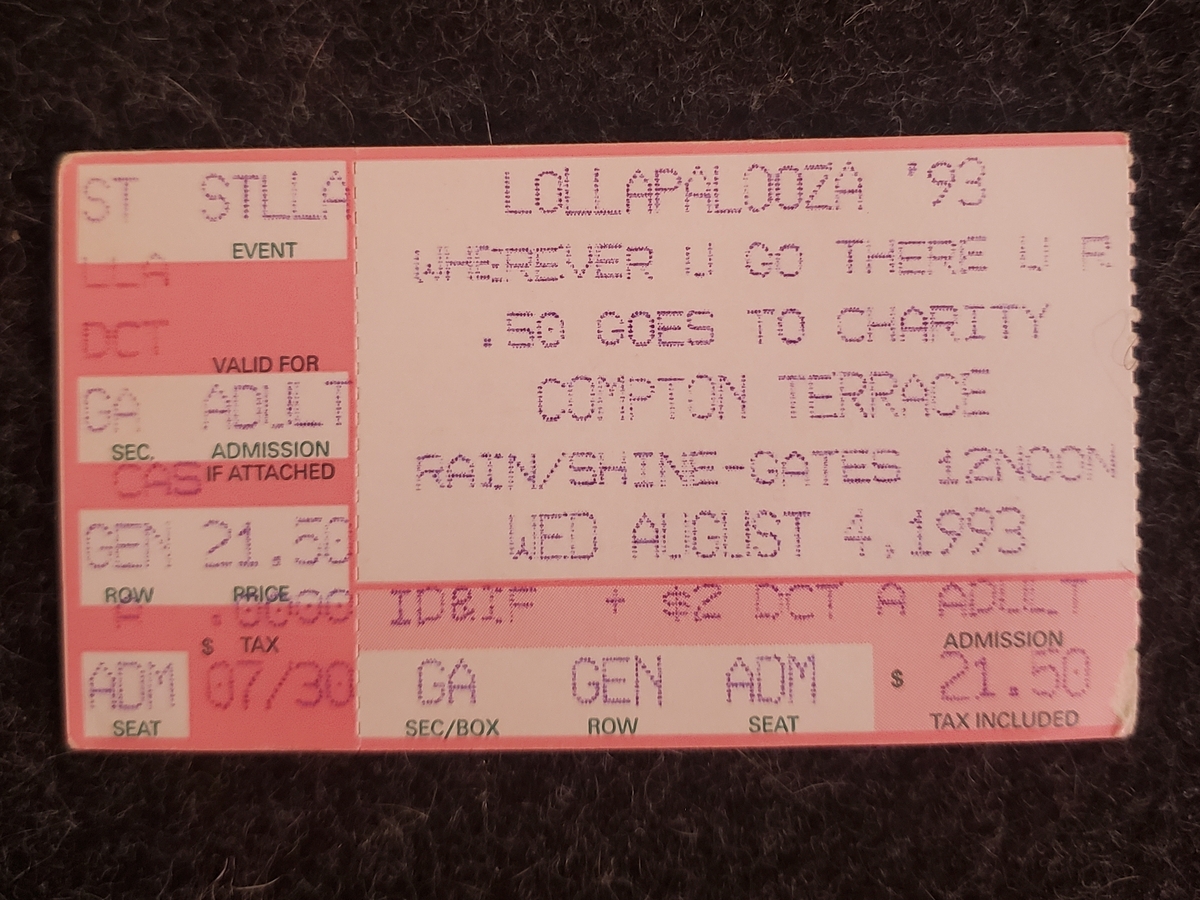 ST STLLA
EVENT
LLA
DCT
VALID FOR
GA ADULT
SEC. ADMISSION
CAS IF ATTACHED
GEN 21.50
ROW PRICE
A .0000
$ TAX
ADM 07/30
SEAT
LOLLAPALOOZA '93
WHEREVER U GO THERE U R
.50 GOES TO CHARITY
COMPTON TERRACE
RAIN/SHINE-GATES 12NOON
WED AUGUST 4,1993
ID&IF + $2 DCT A ADULT
ADMISSION
GA GEN ADM $ 21.50
SEC/BOX ROW SEAT TAX INCLUDED